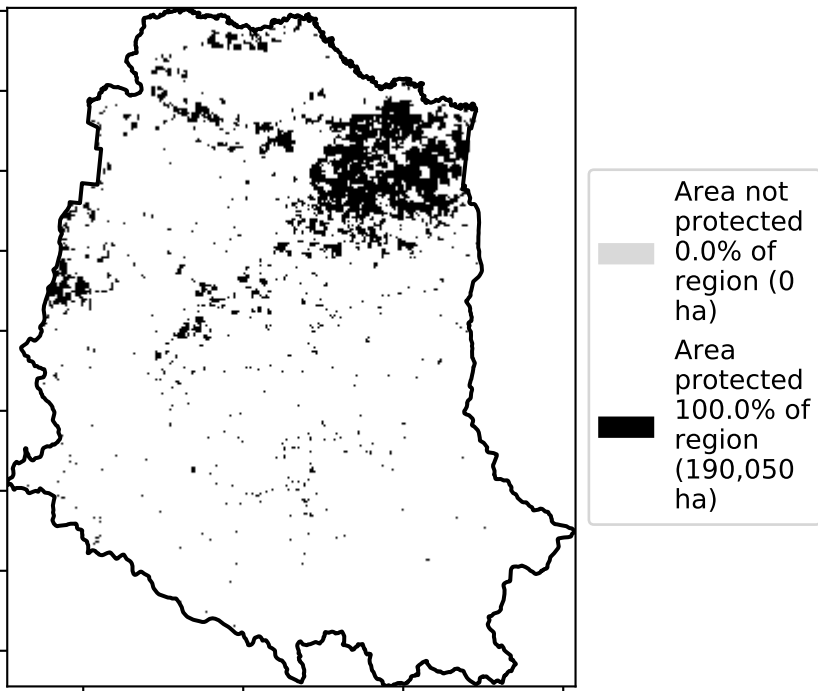 Area not
protected
0.0% of
region (0
ha)
Area
protected
100.0% of
region
(190,050
ha)